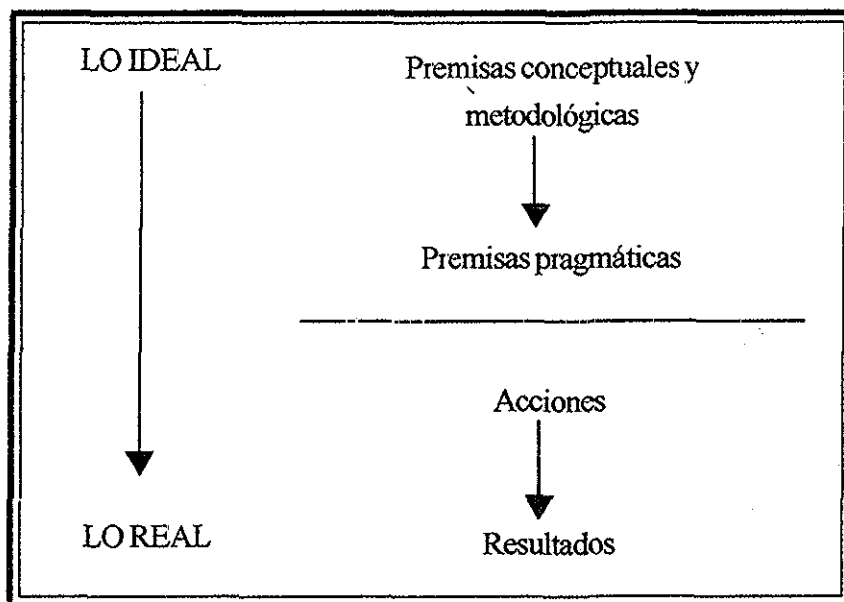 LO IDEAL
Premisas conceptuales y
metodológicas
Premisas pragmáticas
Acciones
LO REAL
Resultados